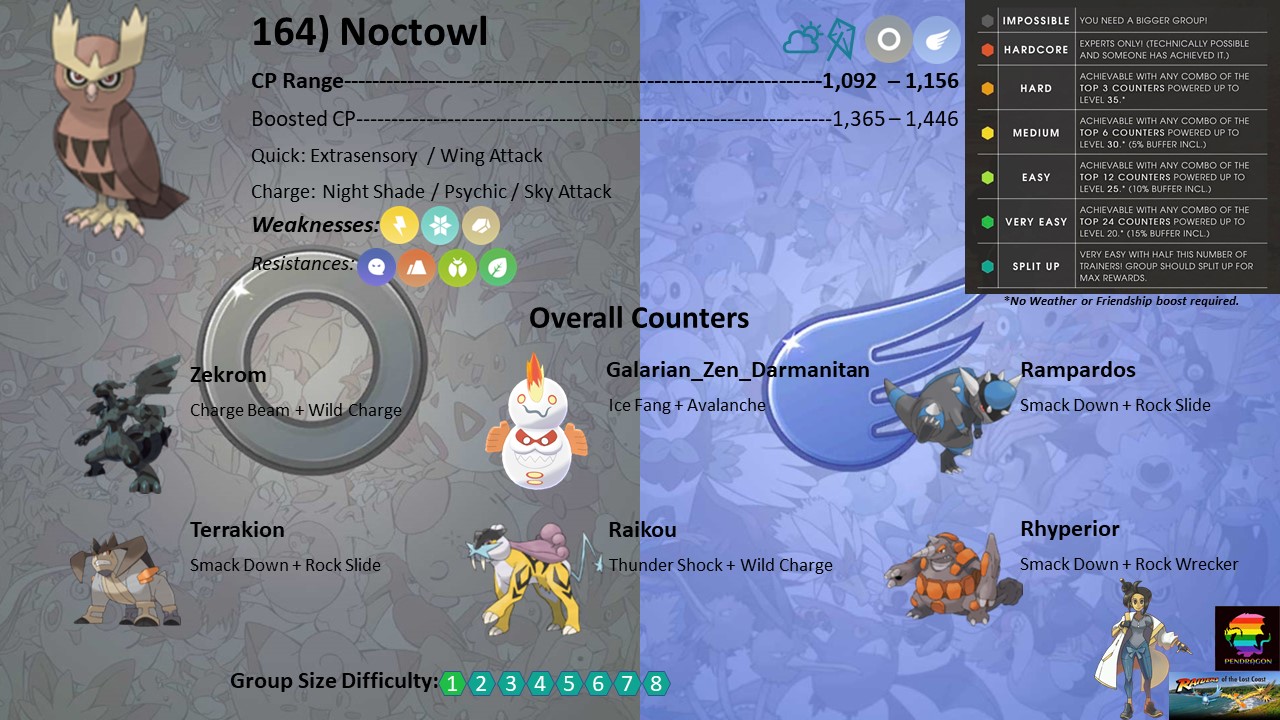 164) Noctowl
CP Range------------------------------------------------------------------------1,092 – 1,156
Boosted CP--------------------------------------------------------------------1,365 – 1,446
Quick: Extrasensory / Wing Attack
Charge: Night Shade / Psychic / Sky Attack
Weaknesses:
Resistances:
IMPOSSIBLE YOU NEED A BIGGER GROUP!
HARDCORE EXPERTS ONLY! (TECHNICALLY POSSIBLE
AND SOMEONE HAS ACHIEVED IT.)
HARD ACHIEVABLE WITH ANY COMBO OF THE
TOP 3 COUNTERS POWERED UP TO
LEVEL 35.*
MEDIUM ACHIEVABLE WITH ANY COMBO OF THE
TOP 6 COUNTERS POWERED UP TO
LEVEL 30.* (5% BUFFER INCL.)
EASY ACHIEVABLE WITH ANY COMBO OF THE
TOP 12 COUNTERS POWERED UP TO
LEVEL 25.* (10% BUFFER INCL.)
VERY EASY ACHIEVABLE WITH ANY COMBO OF THE
TOP 24 COUNTERS POWERED UP TO
LEVEL 20.* (15% BUFFER INCL.)
SPLIT UP VERY EASY WITH HALF THIS NUMBER OF
TRAINERS! GROUP SHOULD SPLIT UP FOR
MAX REWARDS.
*No Weather or Friendship boost required.
Overall Counters
Zekrom
Charge Beam + Wild Charge
Galarian_Zen_Darmanitan
Ice Fang + Avalanche
Rampardos
Smack Down + Rock Slide
Terrakion
Smack Down + Rock Slide
Raikou
Thunder Shock + Wild Charge
Rhyperior
Smack Down + Rock Wrecker
Group Size Difficulty: 1 2 3 4 5 6 7 8
PENDRAGON
RAIDERS of the Lost Coast